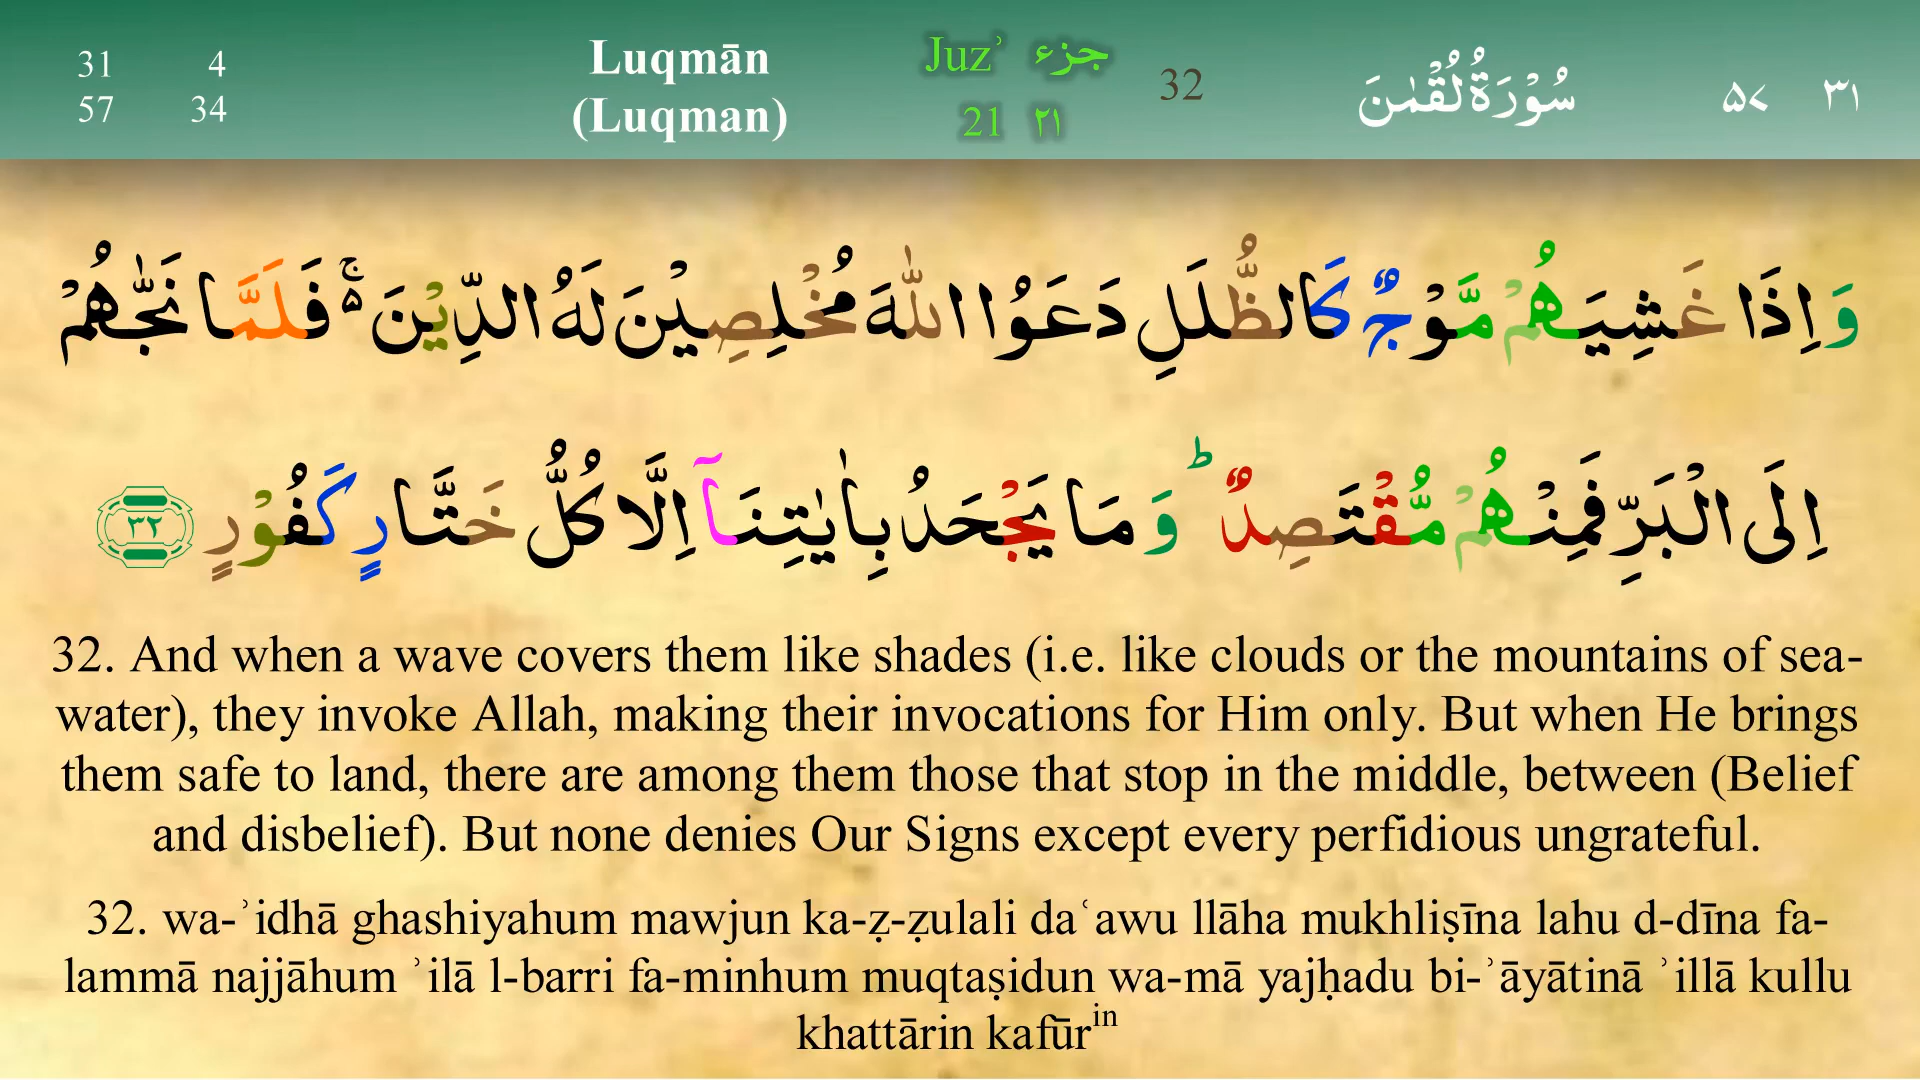 31 4
57 34
Luqmān
(Luqman)
Juzʾ جزء
21 ٢١
32
سُوْرَةُ لُقْمٰنَ
٥٧ ٣١
وَاِذَا غَشِيَهُمْ مَّوْجٌ كَالظُّلَلِ دَعَوُا اللّٰهَ مُخْلِصِيْنَ لَهُ الدِّيْنَ ۚ۬ فَلَمَّا نَجّٰىهُمْ
اِلَى الْبَرِّ فَمِنْهُمْ مُّقْتَصِدٌ ؕ وَمَا يَجْحَدُ بِاٰيٰتِنَآ اِلَّا كُلُّ خَتَّارٍ كَفُوْرٍ ٣٢
32. And when a wave covers them like shades (i.e. like clouds or the mountains of sea-
water), they invoke Allah, making their invocations for Him only. But when He brings
them safe to land, there are among them those that stop in the middle, between (Belief
and disbelief). But none denies Our Signs except every perfidious ungrateful.
32. wa-ʾidhā ghashiyahum mawjun ka-ẓ-ẓulali daʿawu llāha mukhliṣīna lahu d-dīna fa-
lammā najjāhum ʾilā l-barri fa-minhum muqtaṣidun wa-mā yajḥadu bi-ʾāyātinā ʾillā kullu
khattārin kafūrⁱⁿ